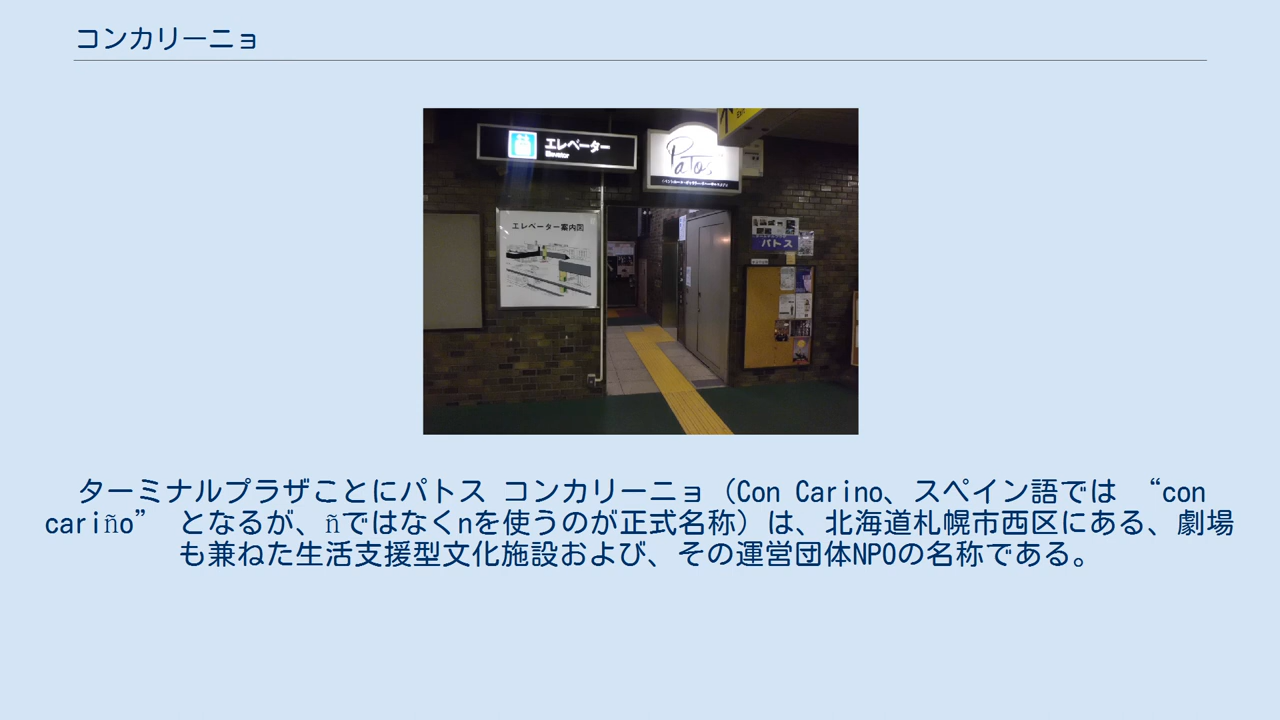 コンカリーニョ
エレベーター
Elevator
PaTos
エレベーター案内図
パトス
ターミナルプラザことにパトス コンカリーニョ（Con Carino、スペイン語では “con
cariño” となるが、ñではなくnを使うのが正式名称）は、北海道札幌市西区にある、劇場
も兼ねた生活支援型文化施設および、その運営団体NPOの名称である。